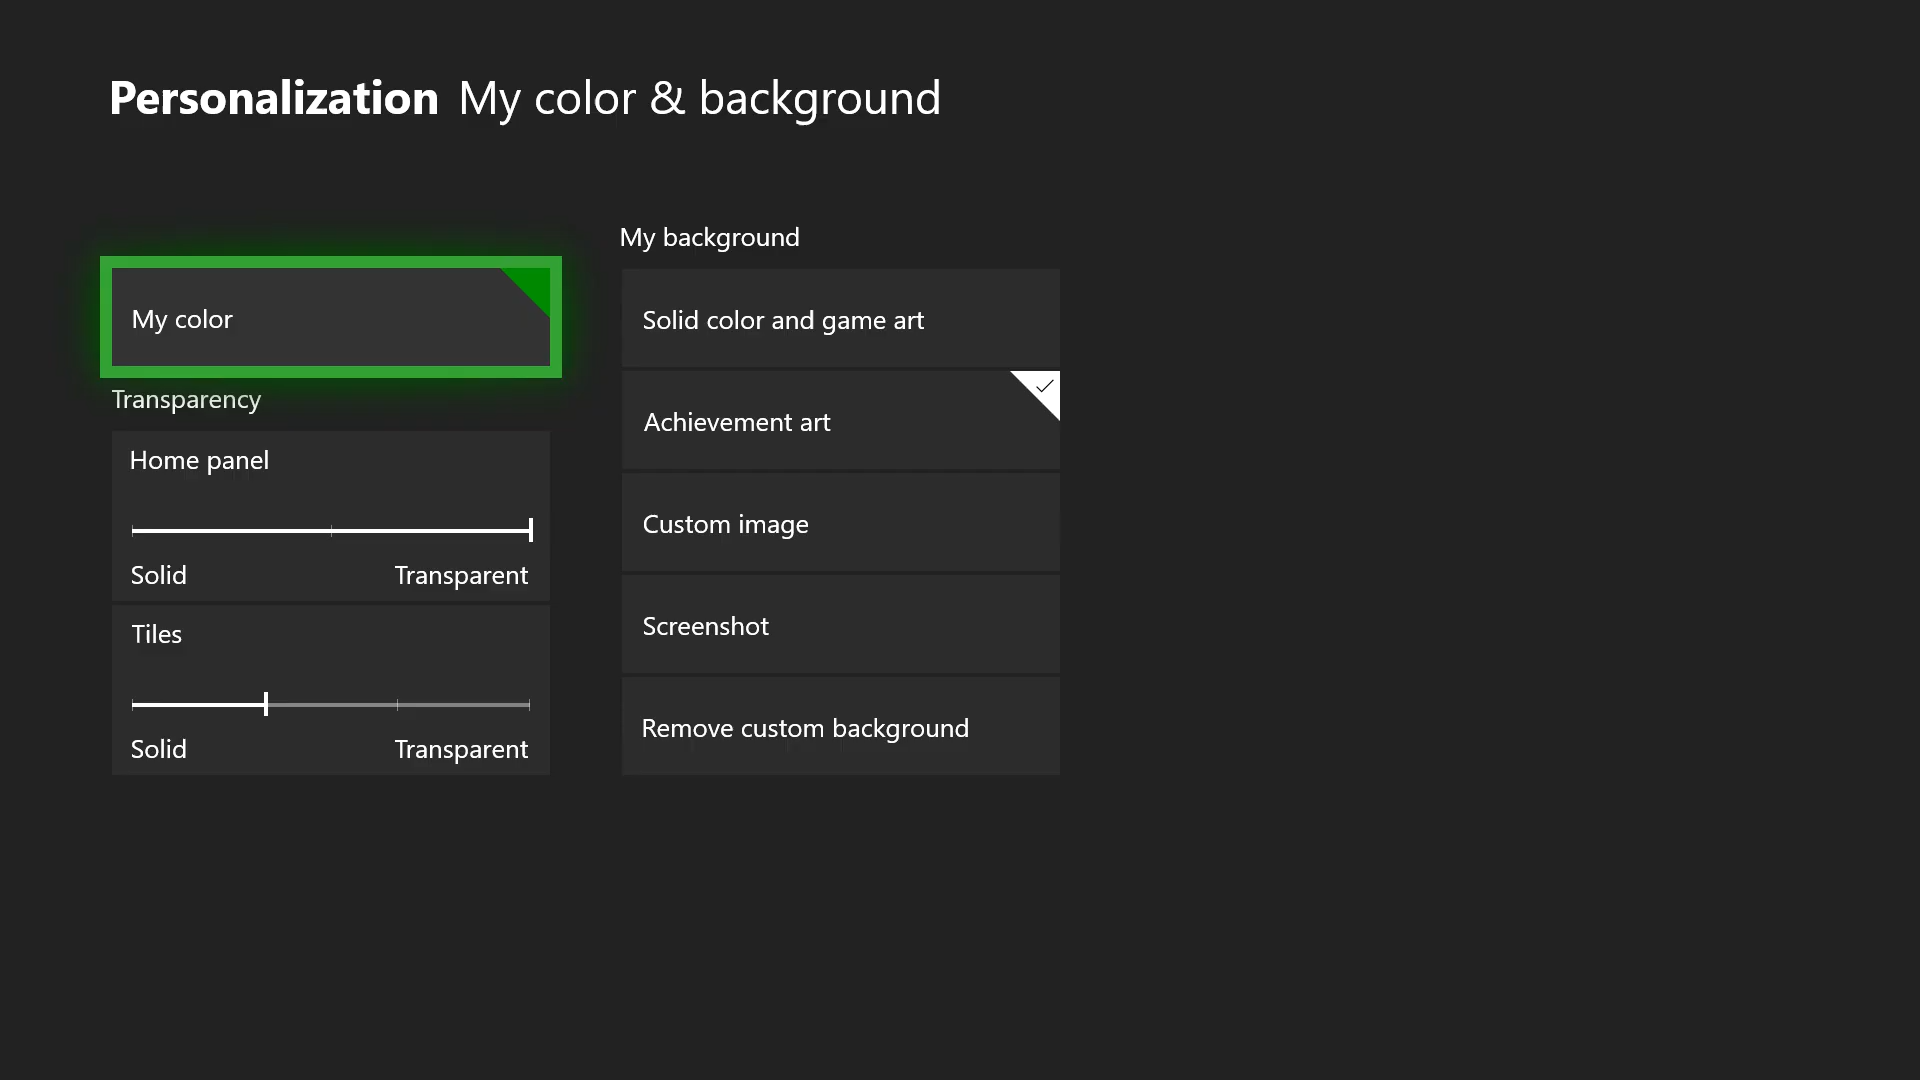 Personalization My color & background
My color
Transparency
Home panel
Solid Transparent
Tiles
Solid Transparent
My background
Solid color and game art
Achievement art
Custom image
Screenshot
Remove custom background